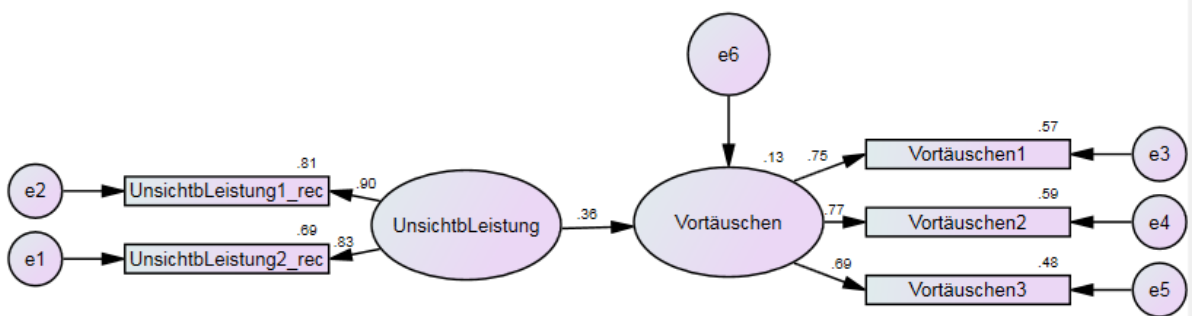 e6
.57
.81
.13
.75
Vortäuschen1
e3
e2
UnsichtbLeistung1_rec
.90
.59
UnsichtbLeistung
.36
Vortäuschen
.77
Vortäuschen2
e4
.69
.83
e1
UnsichtbLeistung2_rec
.69
.48
Vortäuschen3
e5